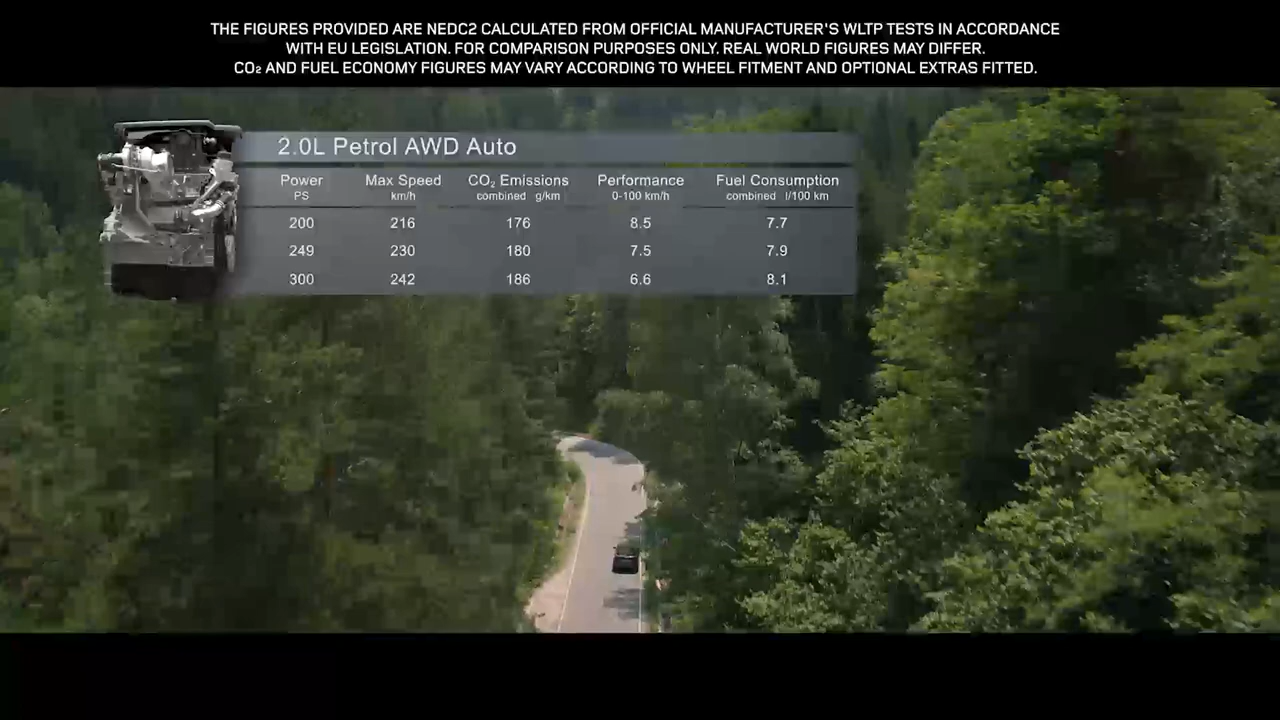 THE FIGURES PROVIDED ARE NEDC2 CALCULATED FROM OFFICIAL MANUFACTURER'S WLTP TESTS IN ACCORDANCE
WITH EU LEGISLATION. FOR COMPARISON PURPOSES ONLY. REAL WORLD FIGURES MAY DIFFER.
CO₂ AND FUEL ECONOMY FIGURES MAY VARY ACCORDING TO WHEEL FITMENT AND OPTIONAL EXTRAS FITTED.
2.0L Petrol AWD Auto
Power Max Speed CO₂ Emissions Performance Fuel Consumption
PS km/h combined g/km 0-100 km/h combined l/100 km
200 216 176 8.5 7.7
249 230 180 7.5 7.9
300 242 186 6.6 8.1